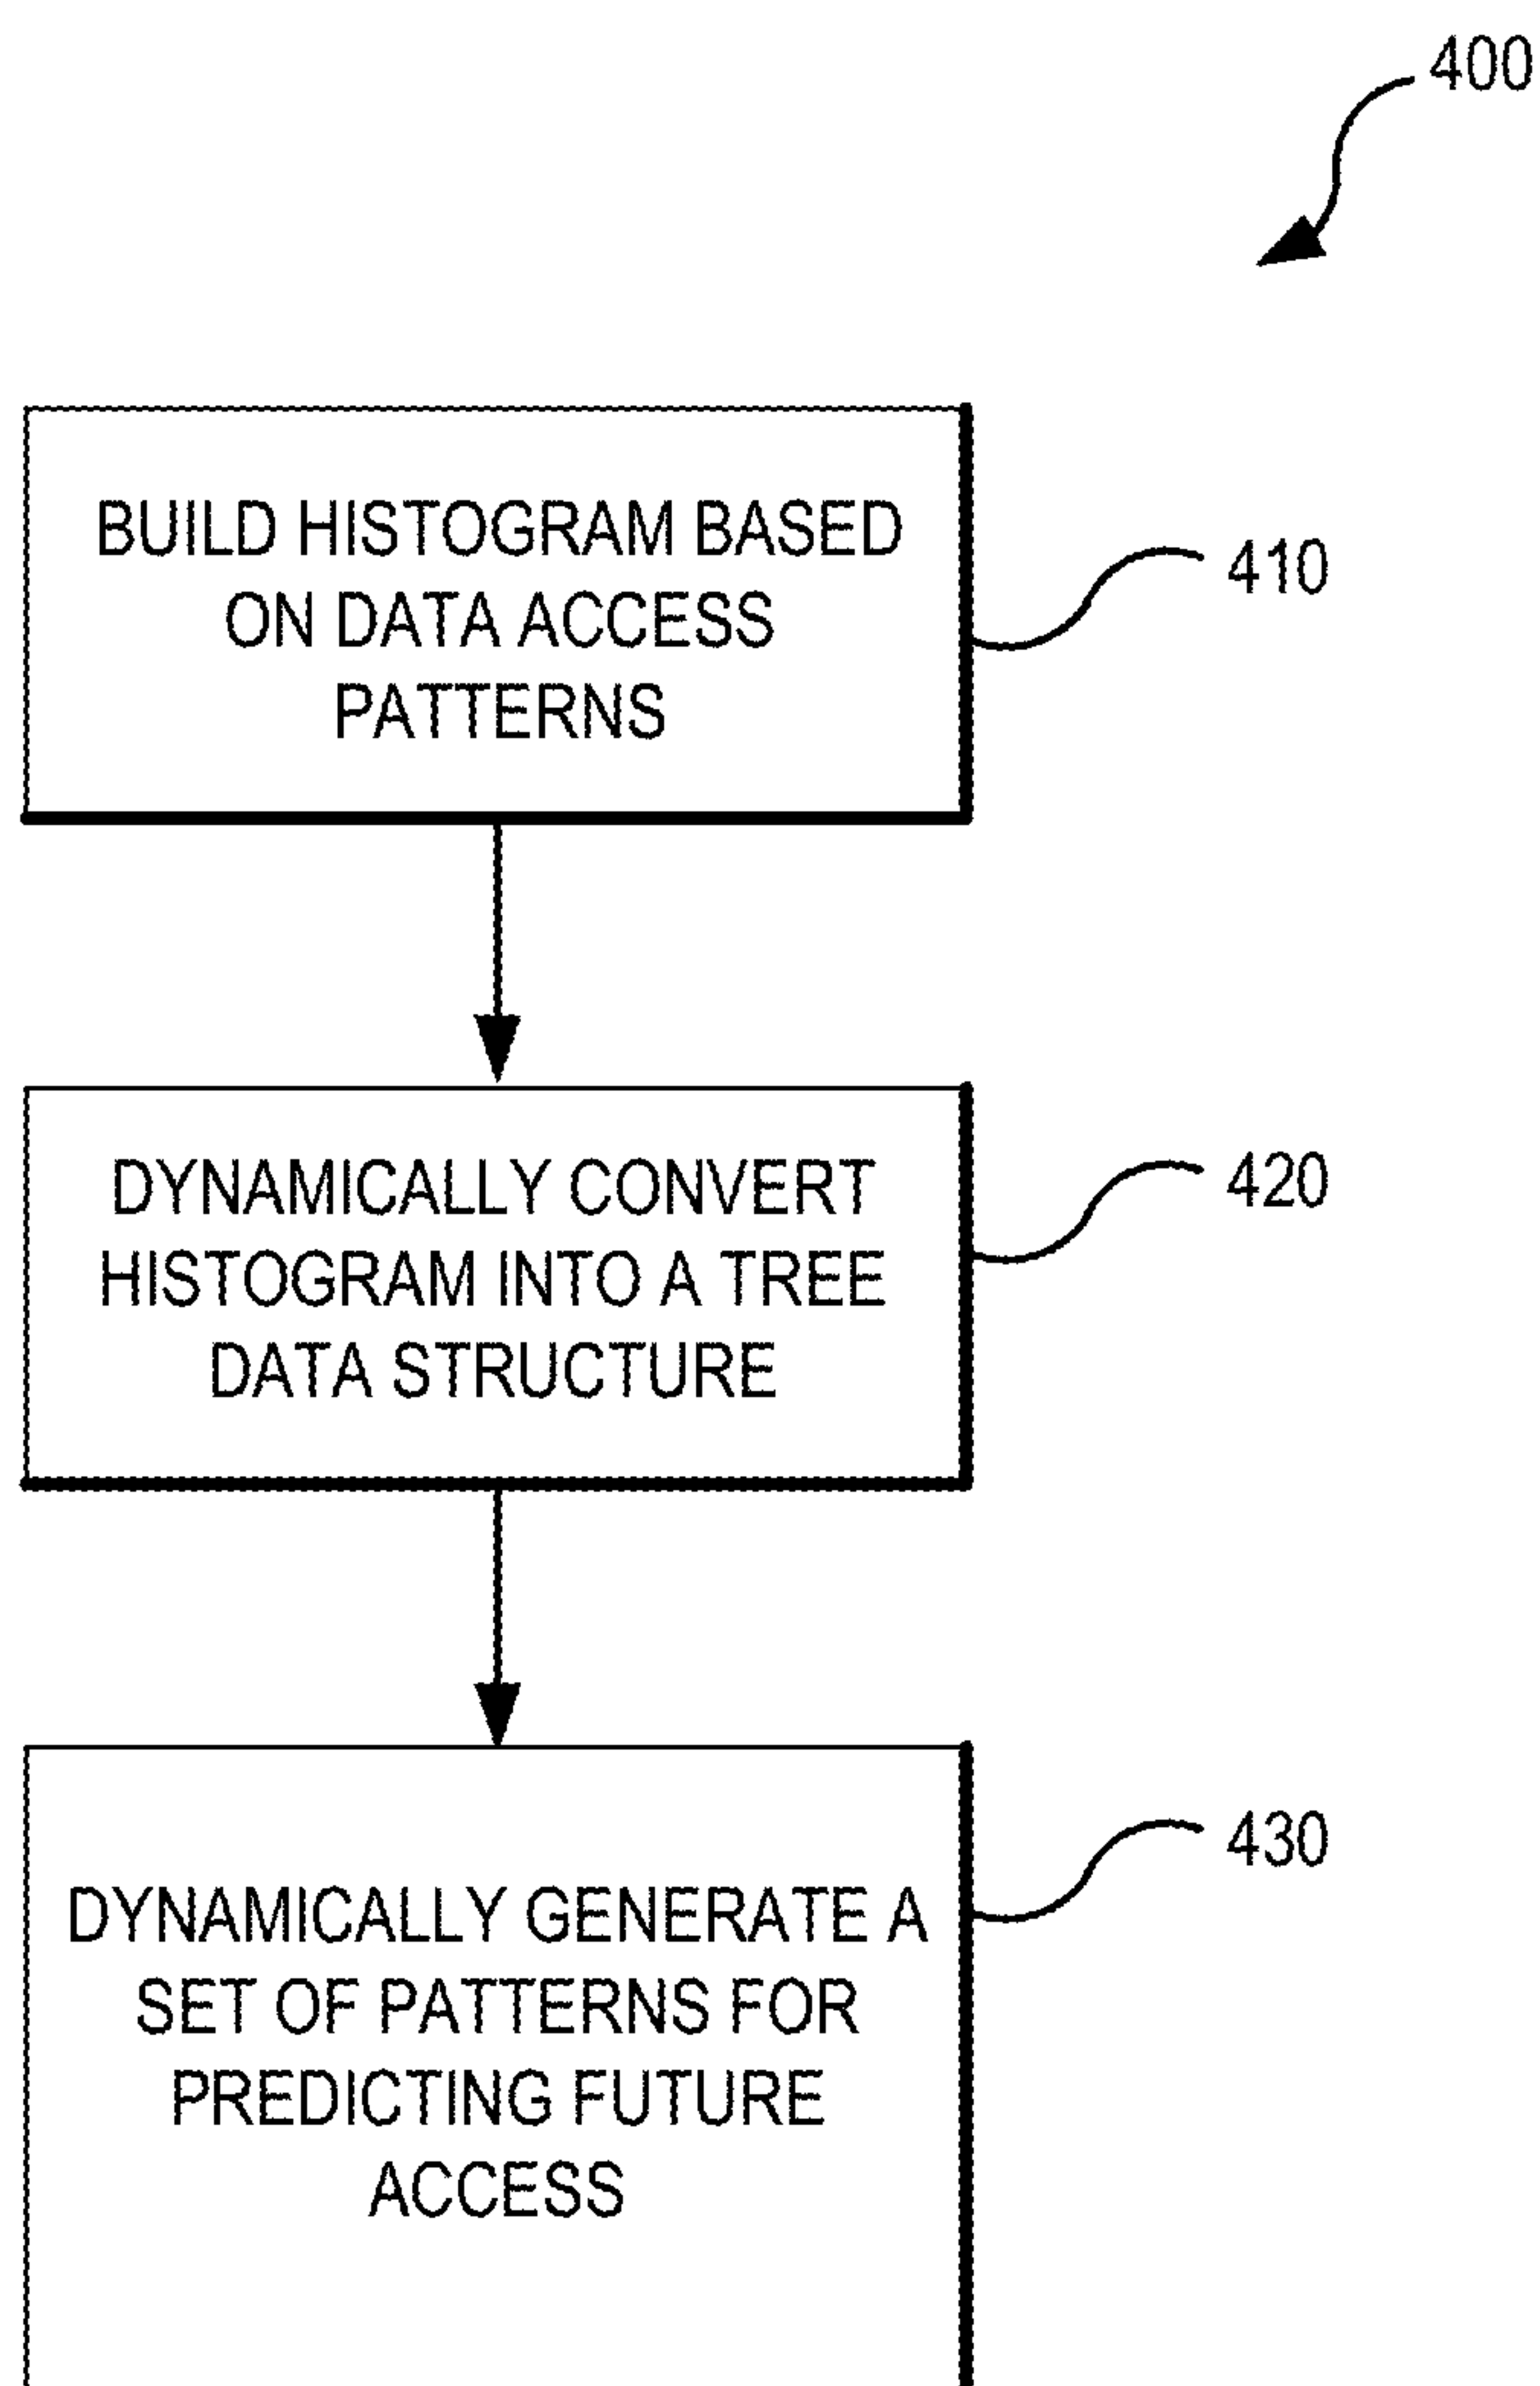 400
BUILD HISTOGRAM BASED
ON DATA ACCESS
PATTERNS
410
DYNAMICALLY CONVERT
HISTOGRAM INTO A TREE
DATA STRUCTURE
420
DYNAMICALLY GENERATE A
SET OF PATTERNS FOR
PREDICTING FUTURE
ACCESS
430